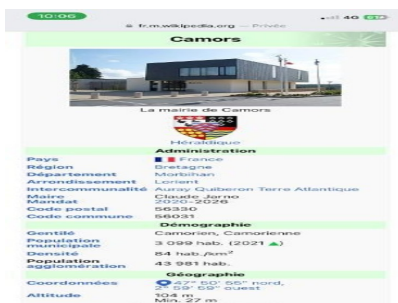 10:06
4G
fr.m.wikipedia.org — Privée
Camors
La mairie de Camors
Héraldique
Administration
Pays France
Région Bretagne
Département Morbihan
Arrondissement Lorient
Intercommunalité Auray Quiberon Terre Atlantique
Maire Claude Jarno
Mandat 2020-2026
Code postal 56330
Code commune 56031
Démographie
Gentilé Camorien, Camorienne
Population municipale 3 099 hab. (2021 ▲)
Densité 84 hab./km²
Population agglomération 43 981 hab.
Géographie
Coordonnées 47° 50′ 55″ nord,
2° 59′ 59″ ouest
Altitude 104 m
Min. 27 m